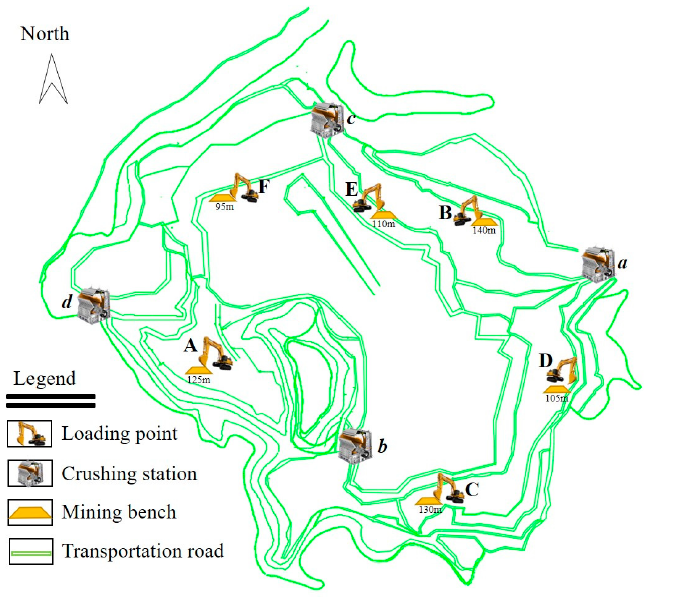 North
c
F
95m
E
110m
B
140m
a
d
A
125m
D
105m
b
C
130m
Legend
Loading point
Crushing station
Mining bench
Transportation road